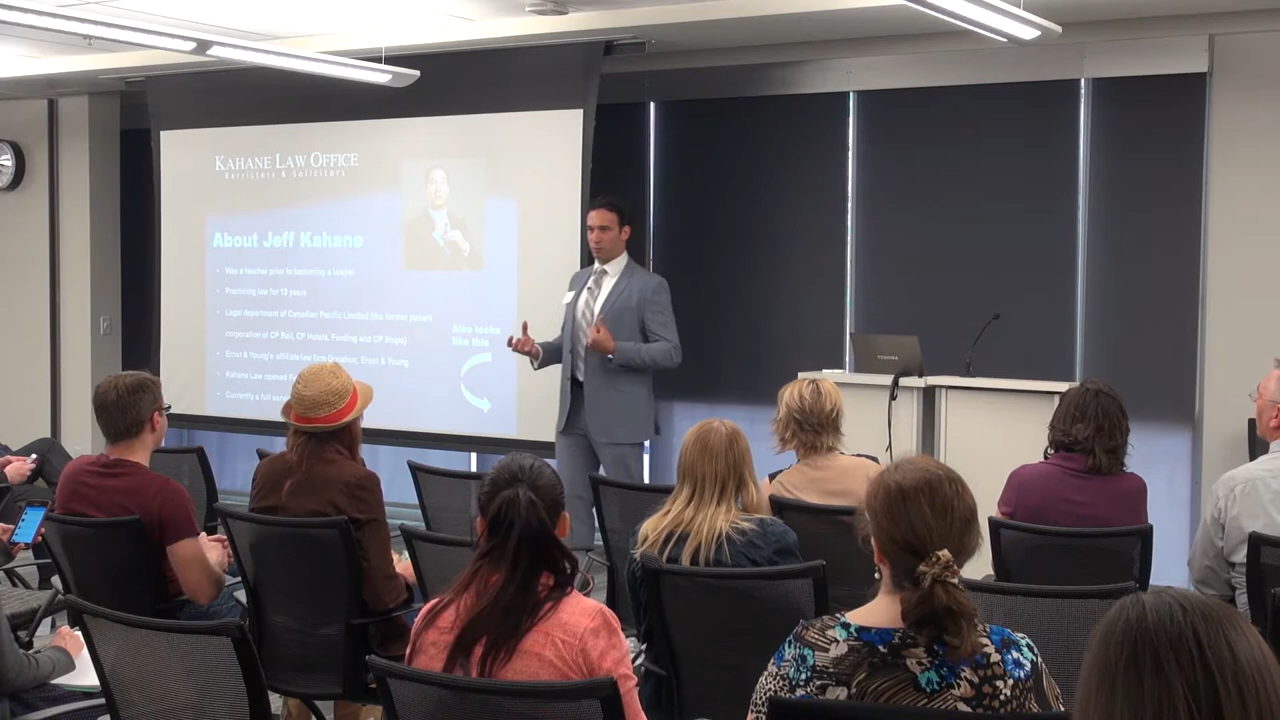 KAHANE LAW OFFICE
Barristers & Solicitors
About Jeff Kahane
• Was a teacher prior to becoming a lawyer
• Practicing law for 13 years
• Legal department of Canadian Pacific Limited (the former parent
corporation of CP Rail, CP Hotels, Fording and CP Ships)
• Ernst & Young's affiliate law firm Donahue, Ernst & Young
• Kahane Law opened
• Currently a full
Also looks
like this
TOSHIBA